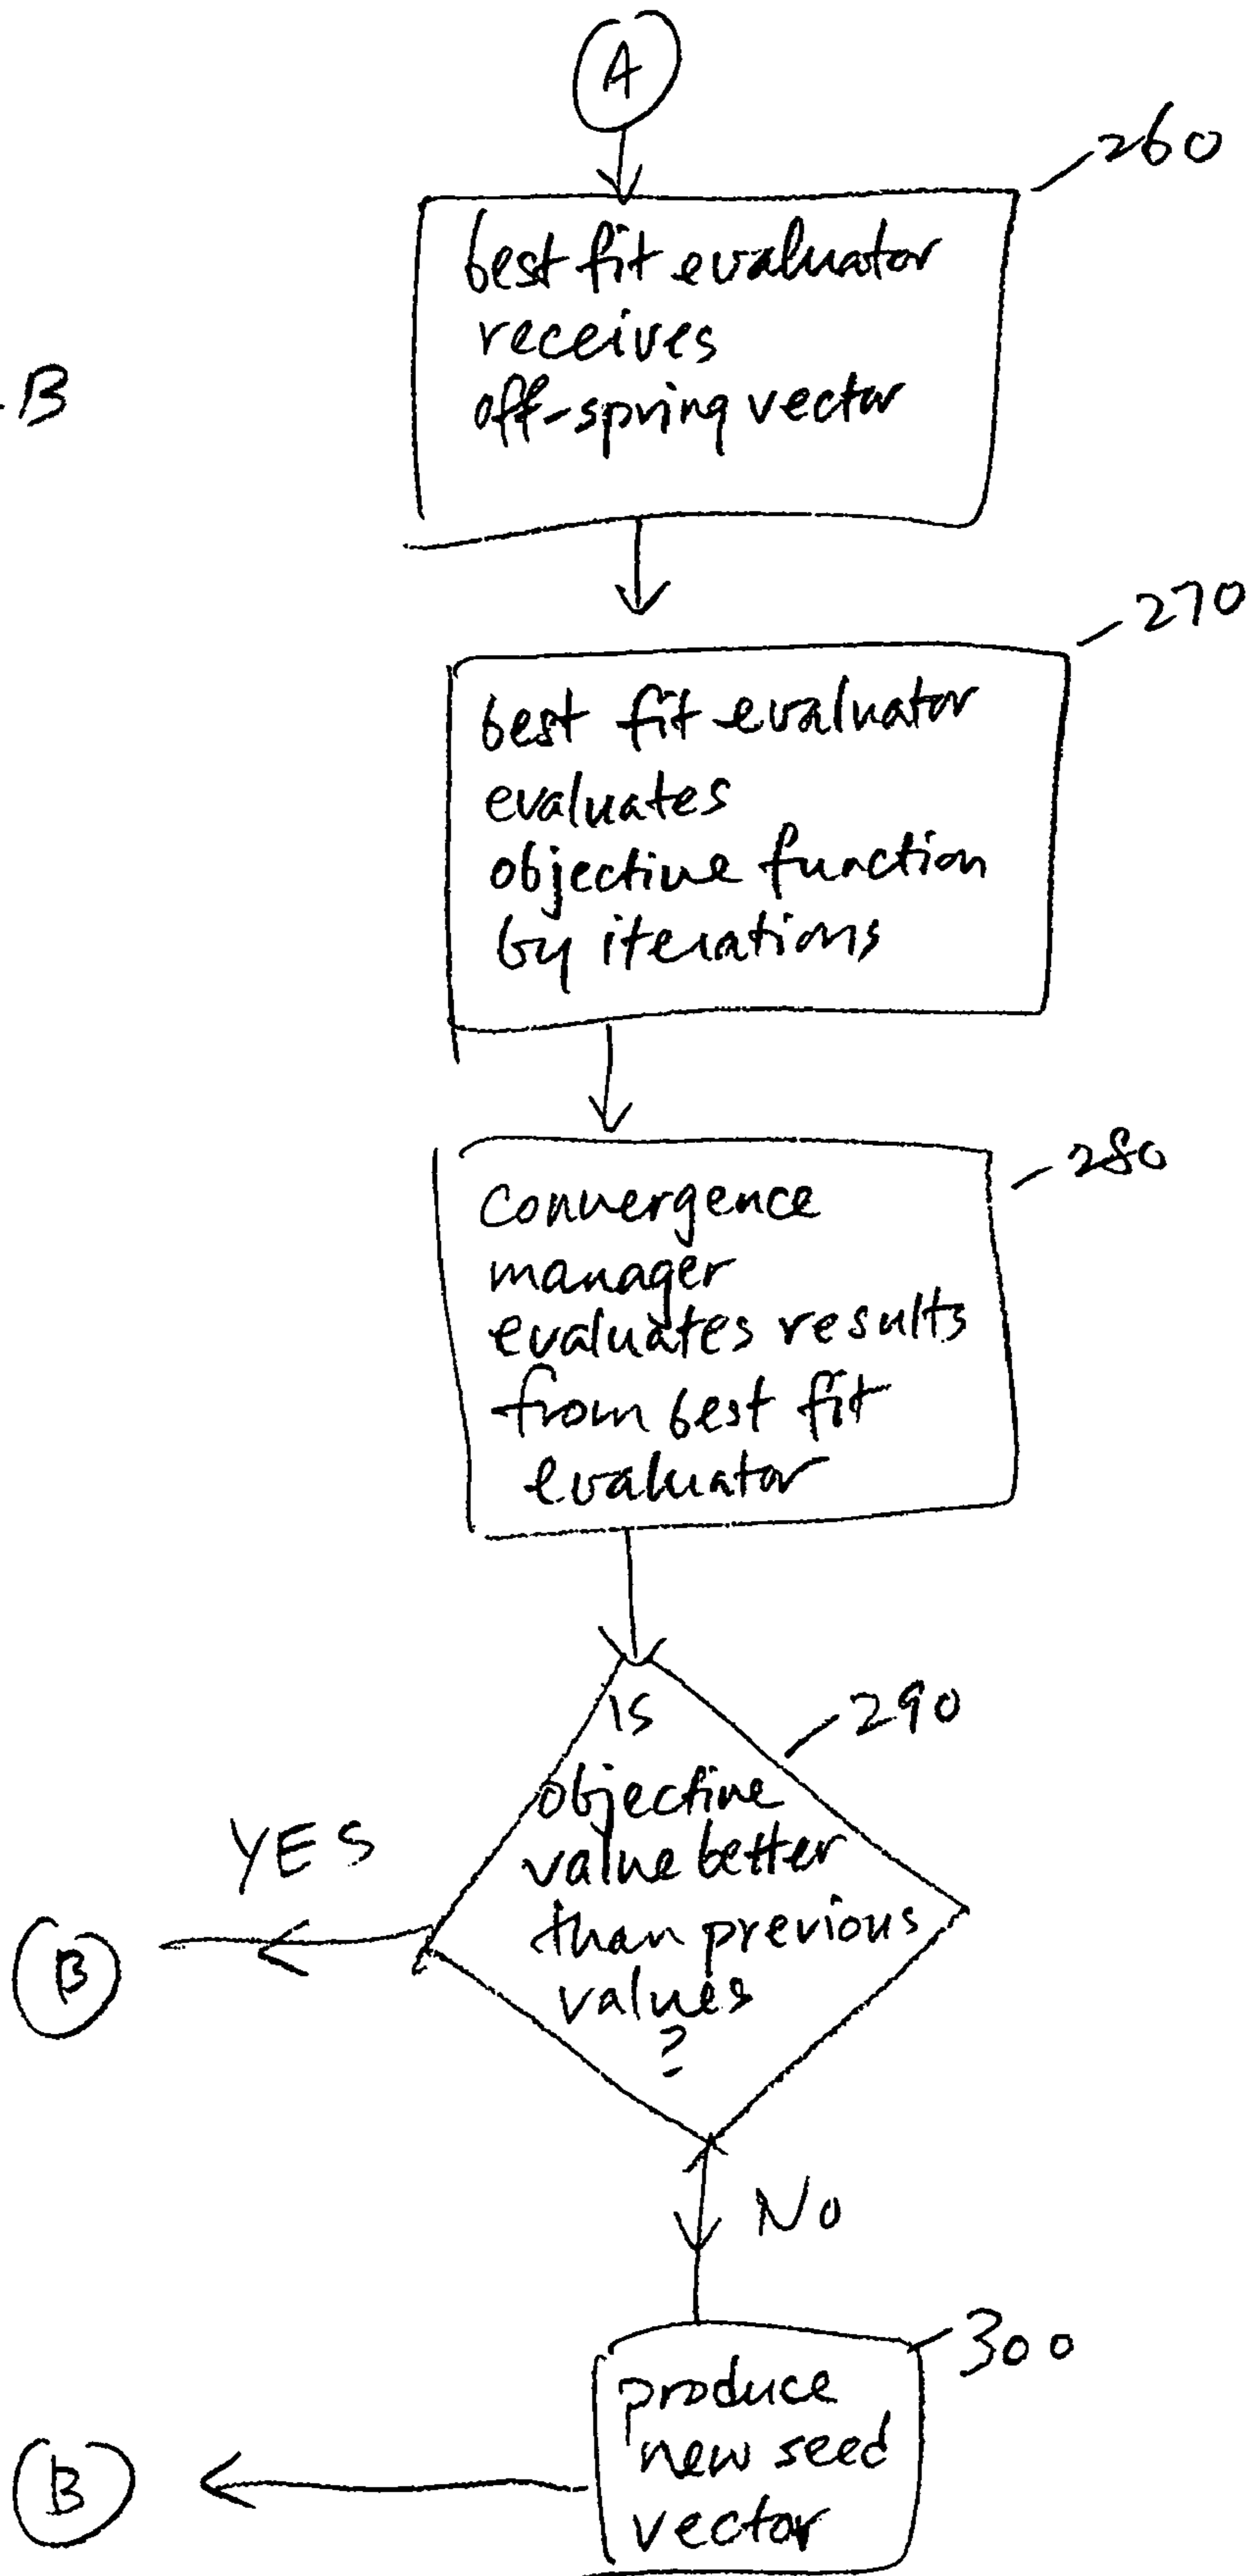 A
260
best fit evaluator
receives
off-spring vector
.B
270
best fit evaluator
evaluates
objective function
by iterations
280
Convergence
manager
evaluates results
from best fit
evaluator
290
is
objective
value better
than previous
values
?
YES
B
No
300
produce
new seed
vector
B